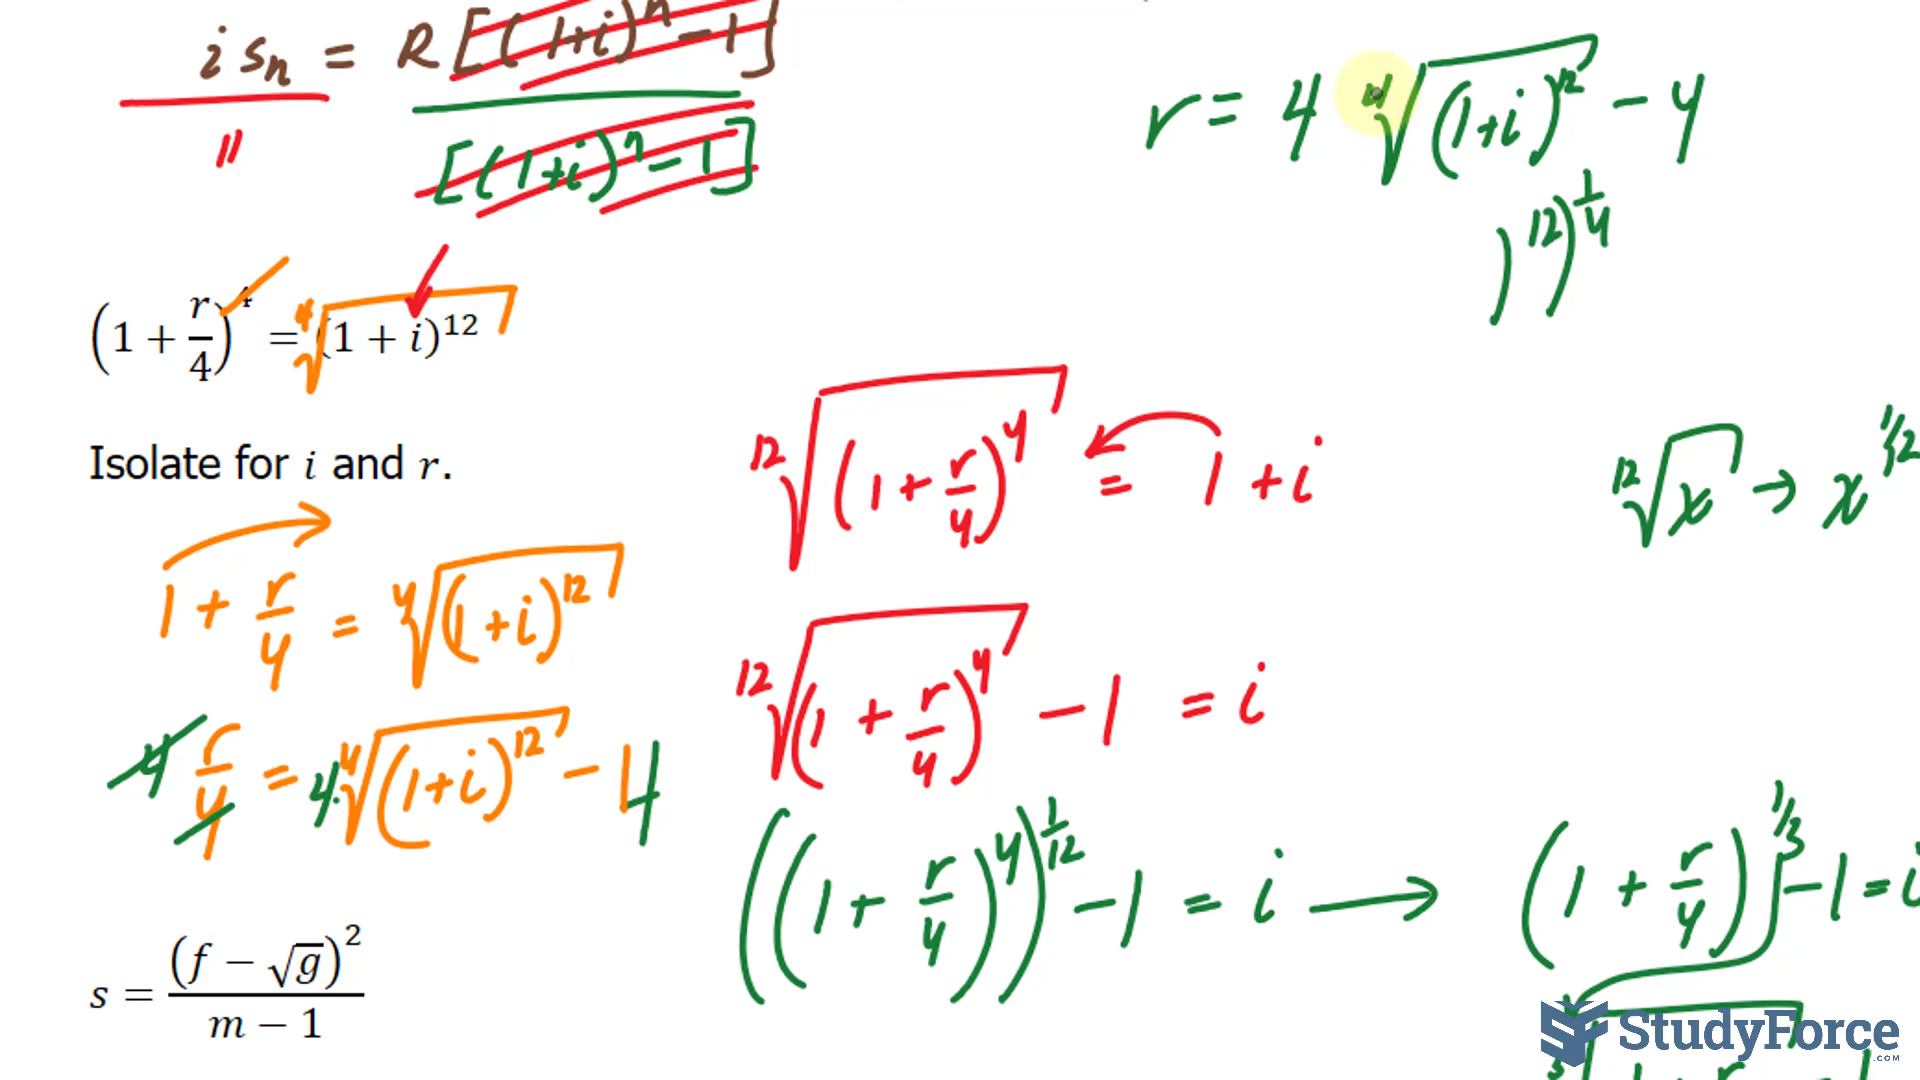 i sₙ = R[(1+i)ⁿ - 1]
[(1+i)ⁿ - 1]
r = 4 ⁴√(1+i)¹² - 4
)¹²)^(1/4)
(1 + r/4)⁴ = ⁴√(1 + i)¹²
Isolate for i and r.
1 + r/4 = ⁴√(1+i)¹²
4 r/4 = 4·⁴√(1+i)¹² - 4
s = (f − √g)² / (m − 1)
¹²√(1 + r/4)⁴ = 1 + i
¹²√(1 + r/4)⁴ - 1 = i
((1 + r/4)⁴)^(1/12) - 1 = i → (1 + r/4)^(1/3) - 1 = i
¹²√x → x^(1/12)
StudyForce
.COM